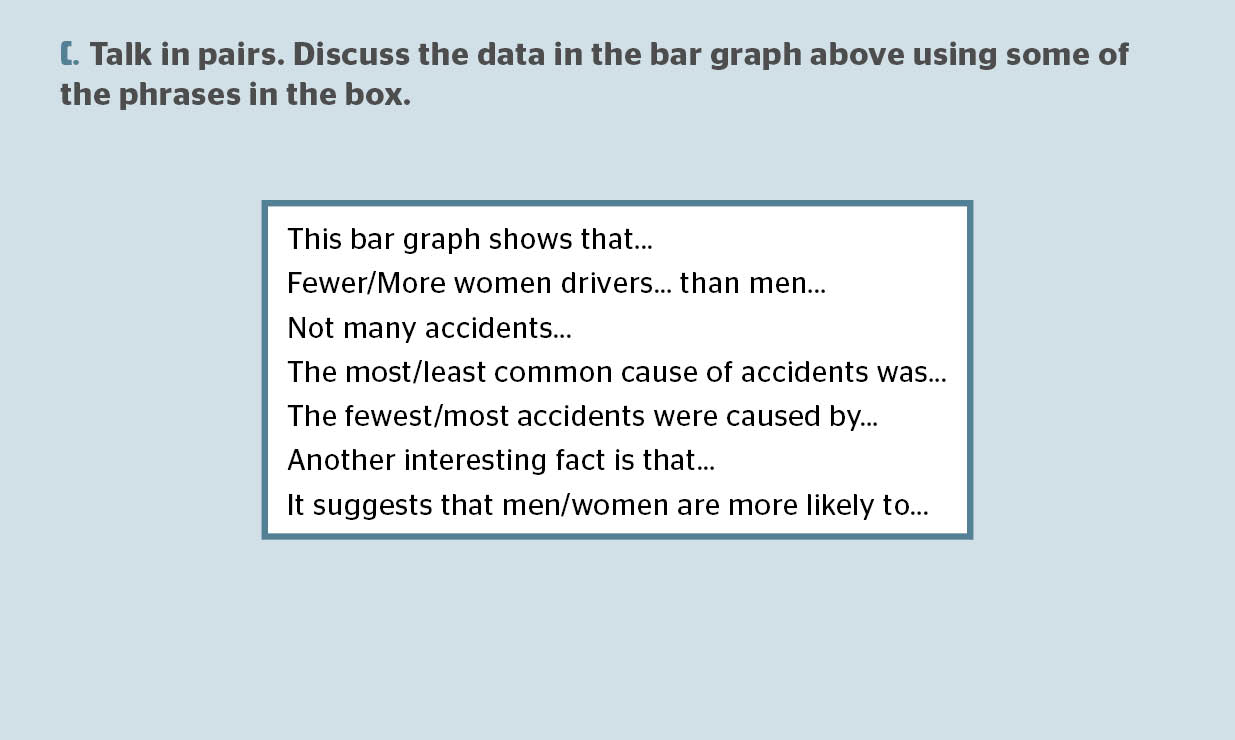 C. Talk in pairs. Discuss the data in the bar graph above using some of
the phrases in the box.
This bar graph shows that...
Fewer/More women drivers... than men...
Not many accidents...
The most/least common cause of accidents was...
The fewest/most accidents were caused by...
Another interesting fact is that...
It suggests that men/women are more likely to...